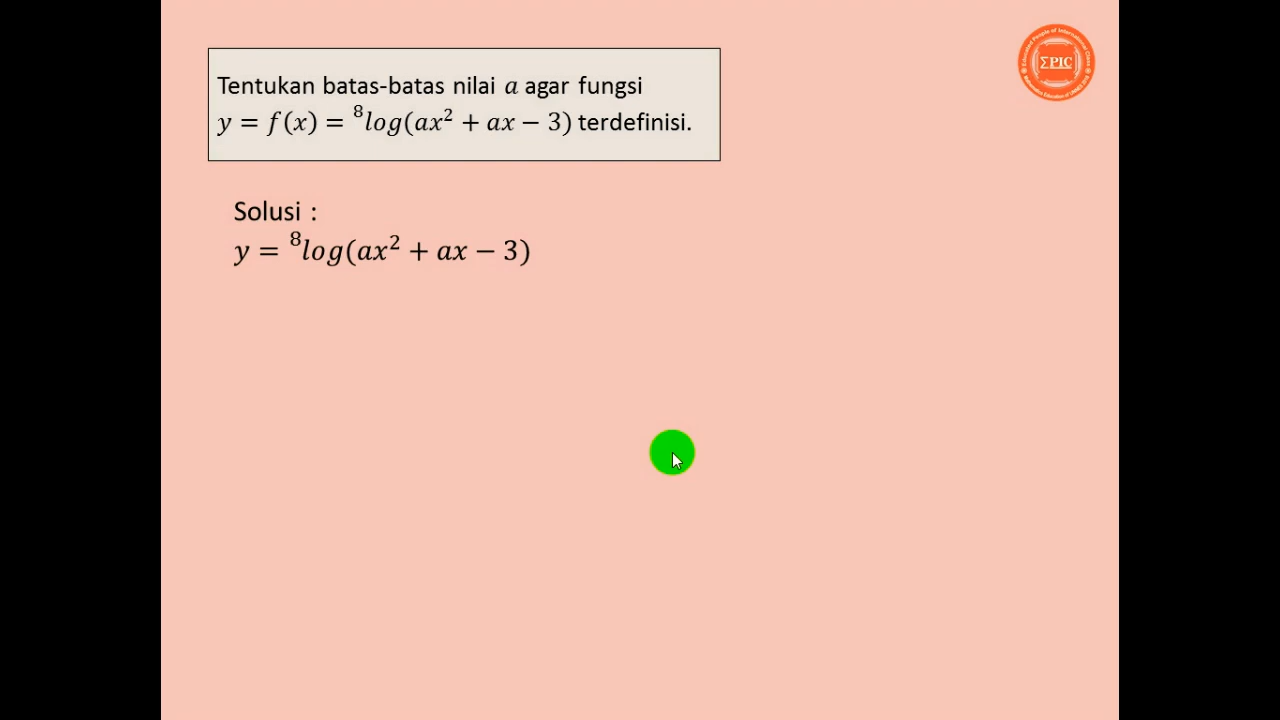 Tentukan batas-batas nilai a agar fungsi
y = f(x) = ⁸log(ax² + ax − 3) terdefinisi.
ΣPIC
Solusi :
y = ⁸log(ax² + ax − 3)